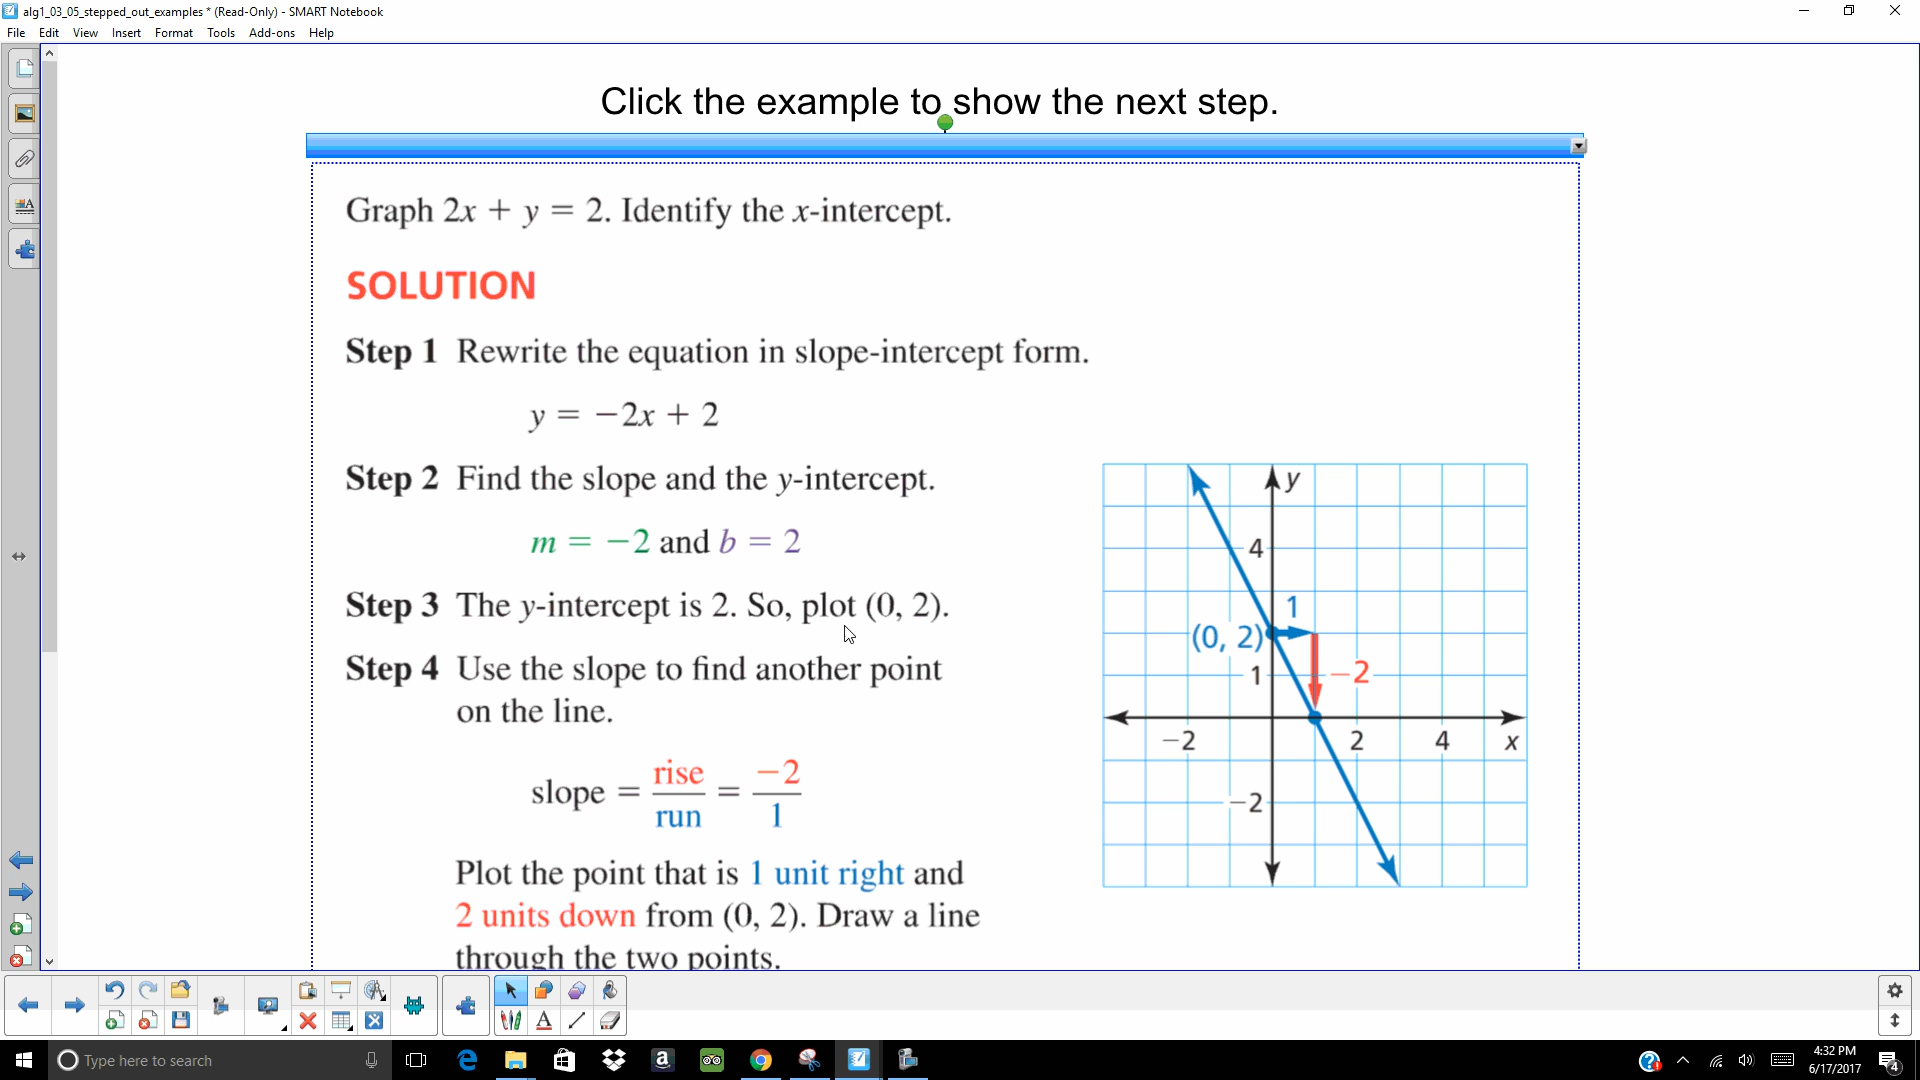 alg1_03_05_stepped_out_examples * (Read-Only) - SMART Notebook
File Edit View Insert Format Tools Add-ons Help
Click the example to show the next step.
Graph 2x + y = 2. Identify the x-intercept.
SOLUTION
Step 1 Rewrite the equation in slope-intercept form.
y = −2x + 2
Step 2 Find the slope and the y-intercept.
m = −2 and b = 2
Step 3 The y-intercept is 2. So, plot (0, 2).
Step 4 Use the slope to find another point
on the line.
slope = rise/run = −2/1
Plot the point that is 1 unit right and
2 units down from (0, 2). Draw a line
through the two points.
y
4
1
(0, 2)
1
−2
−2
2
4
x
−2
Type here to search
4:32 PM
6/17/2017
4